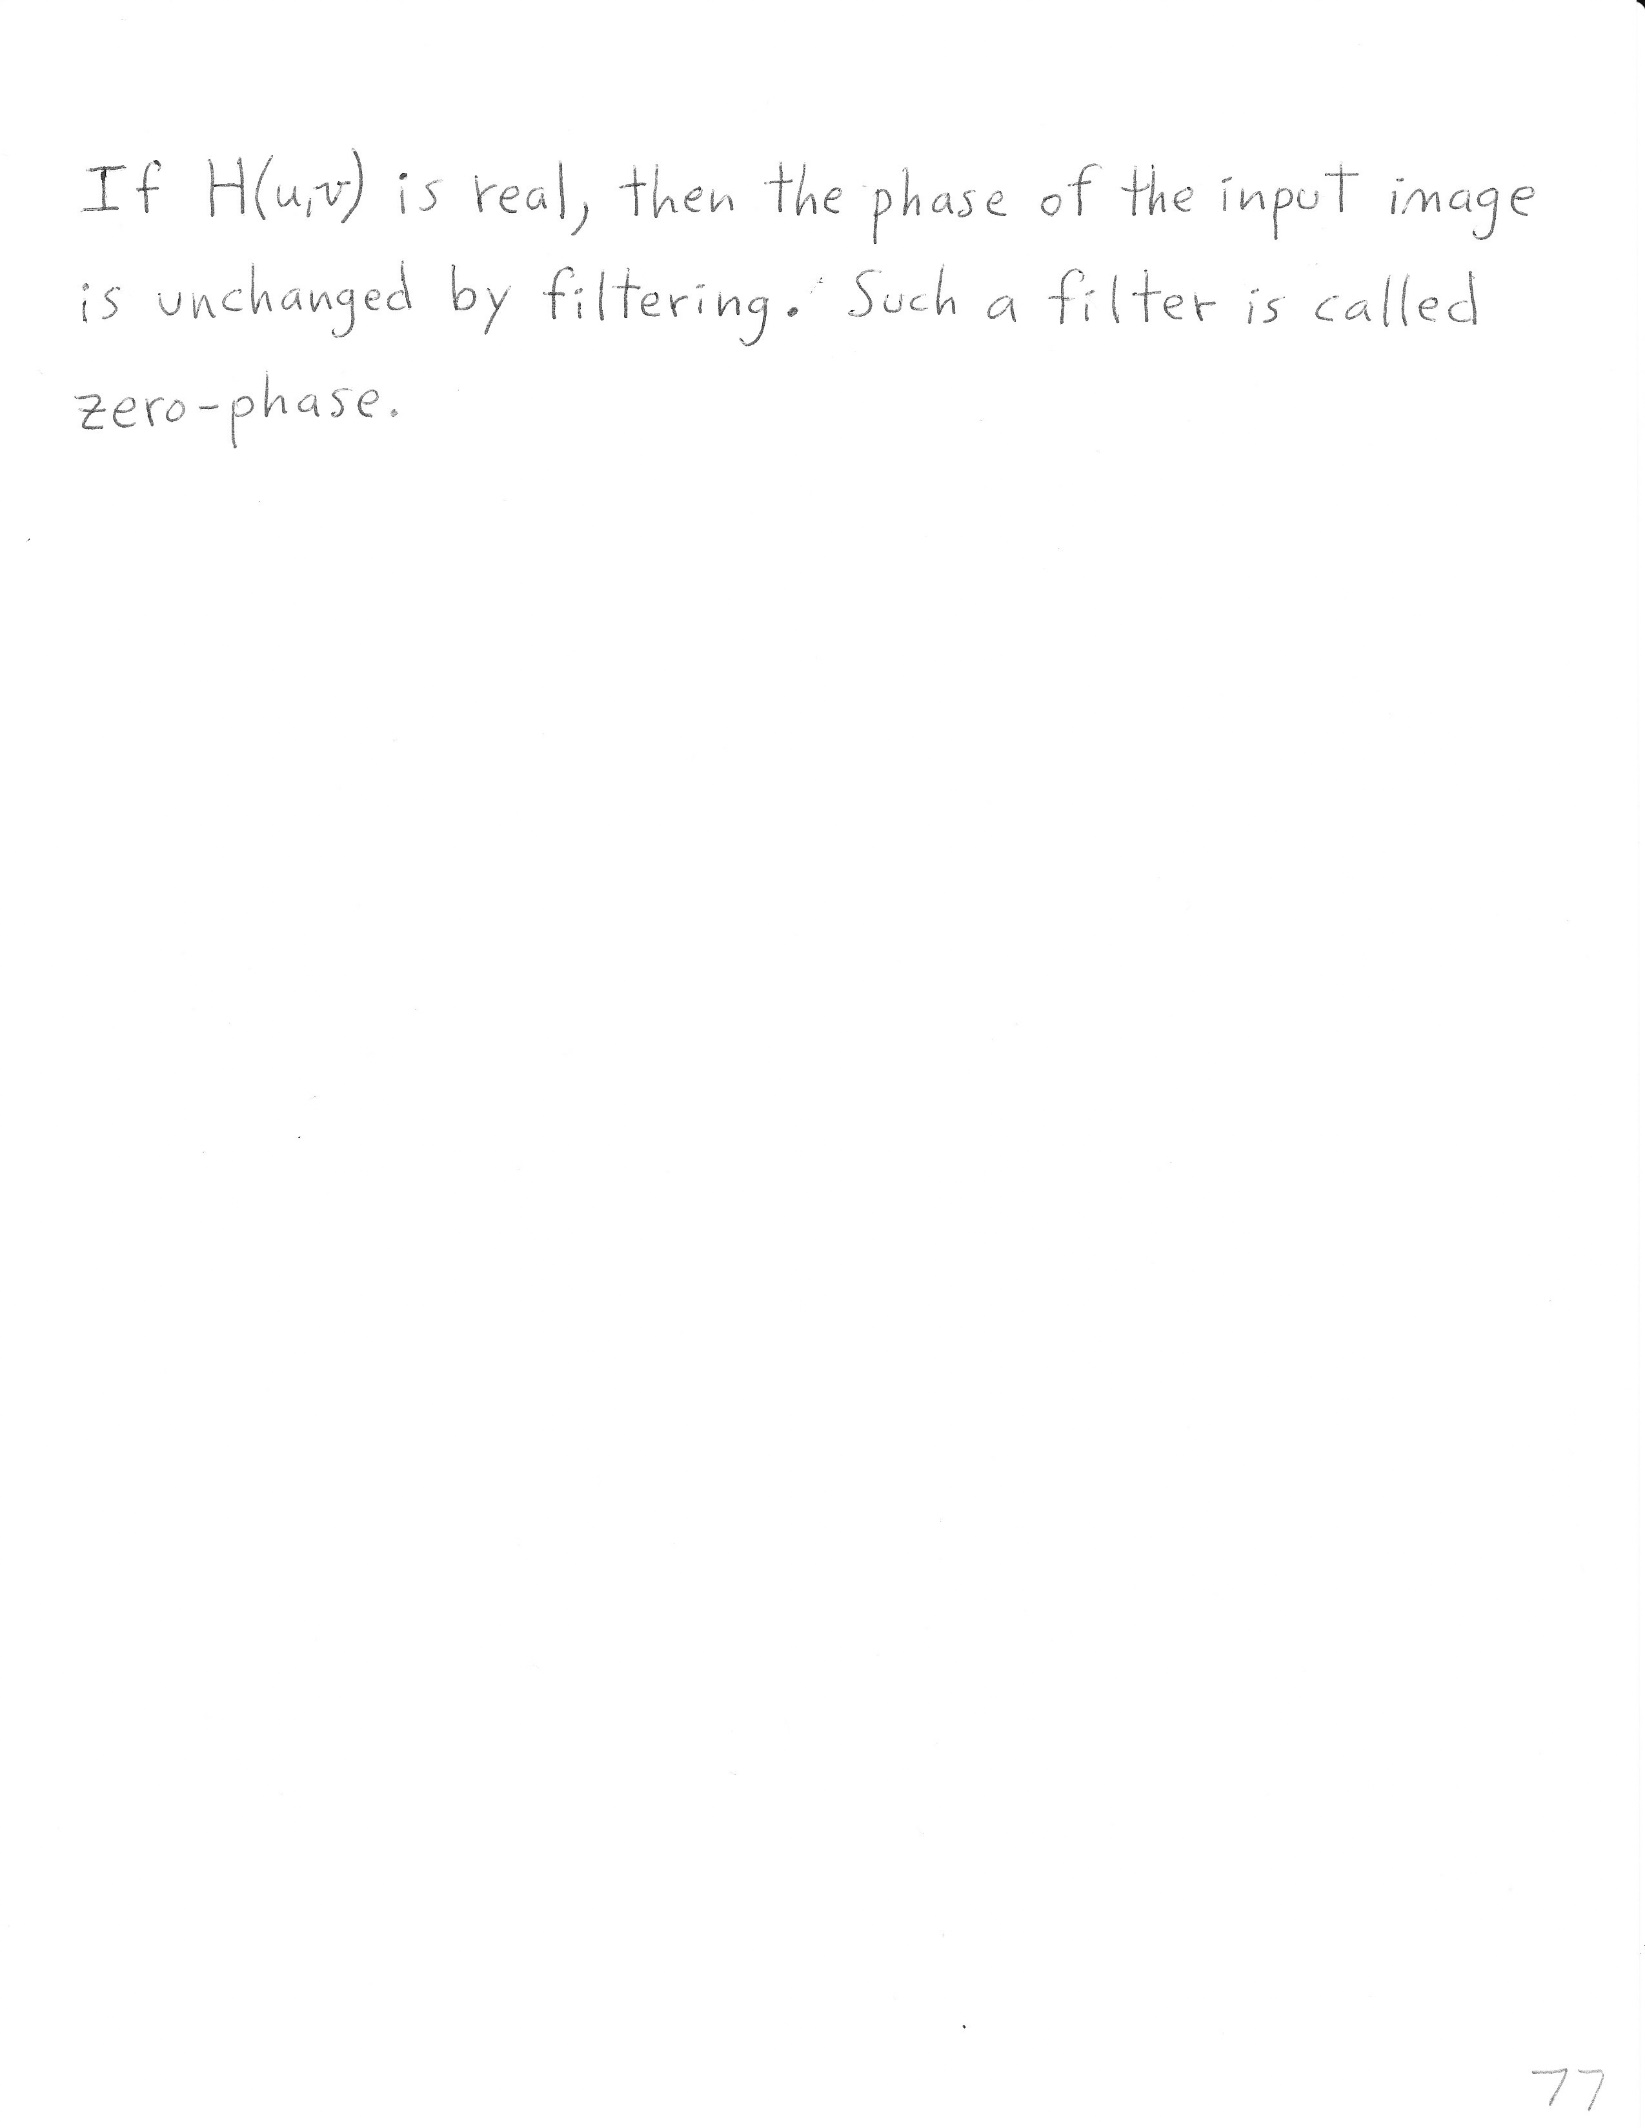 If H(u,v) is real, then the phase of the input image
is unchanged by filtering. Such a filter is called
zero-phase.
77